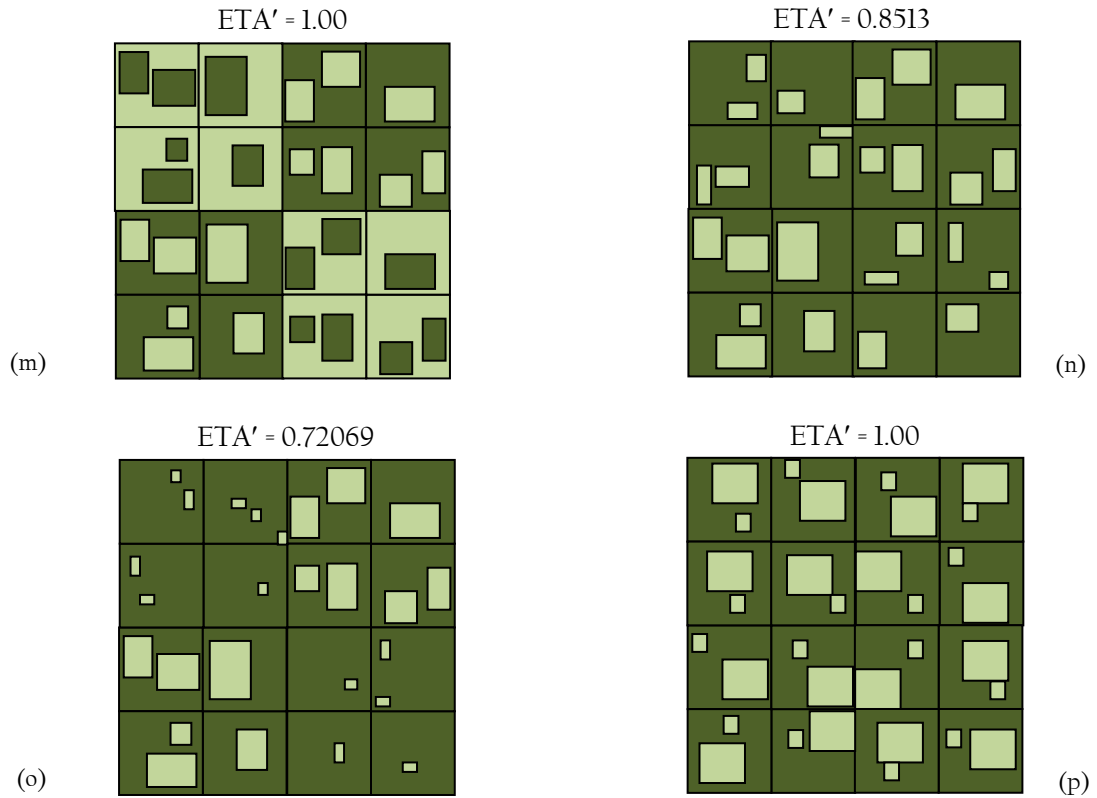 ETA′ = 1.00
ETA′ = 0.8513
(m)
(n)
ETA′ = 0.72069
ETA′ = 1.00
(o)
(p)